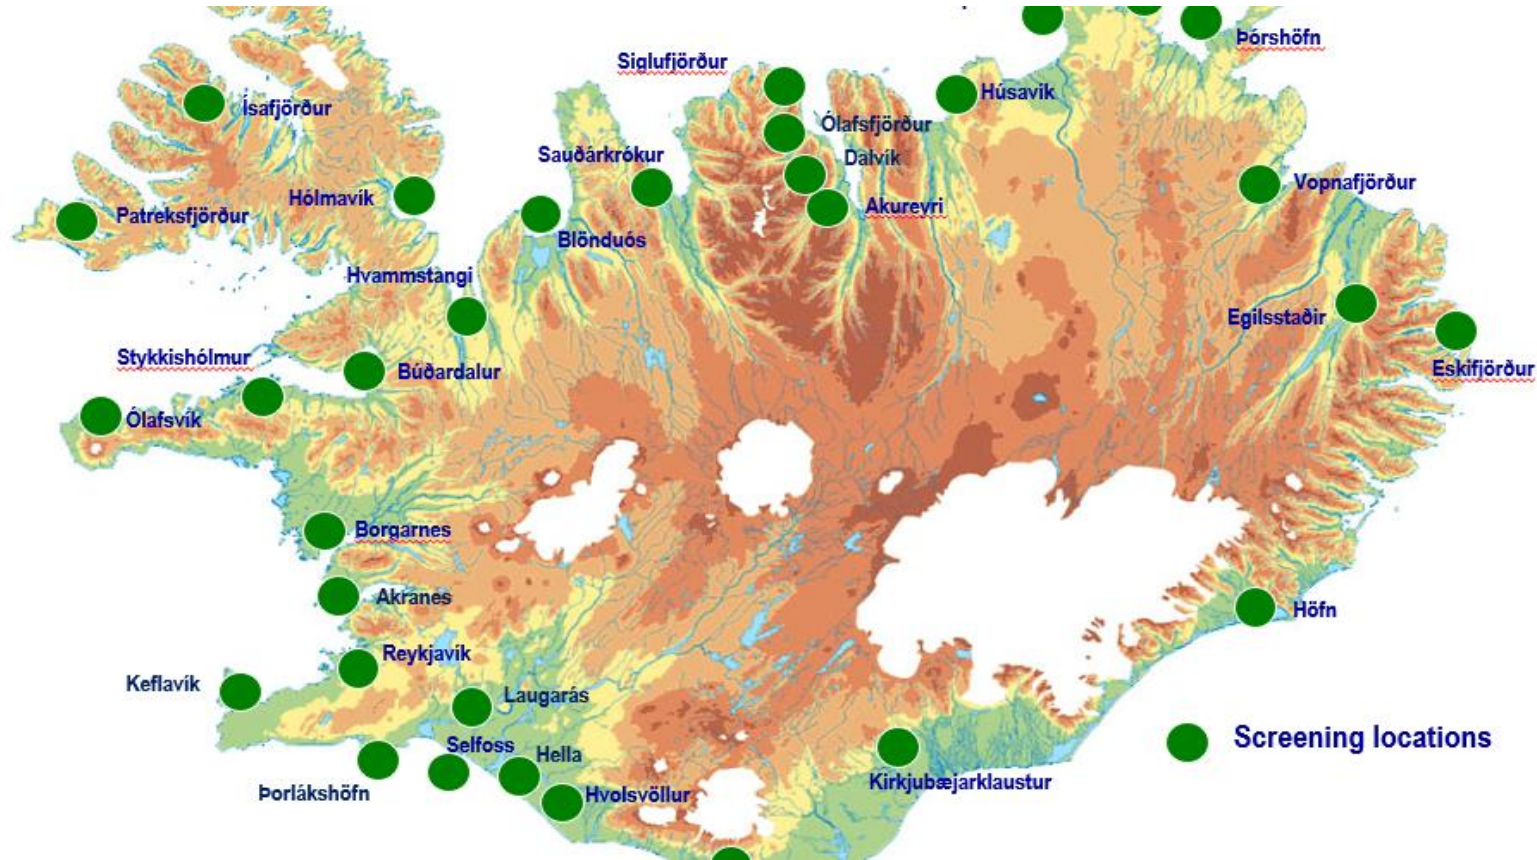 Þórshöfn
Siglufjörður
Húsavík
Ísafjörður
Ólafsfjörður
Sauðárkrókur
Dalvík
Vopnafjörður
Hólmavík
Akureyri
Patreksfjörður
Blönduós
Hvammstangi
Egilsstaðir
Stykkishólmur
Búðardalur
Eskifjörður
Ólafsvík
Borgarnes
Akranes
Höfn
Reykjavík
Keflavík
Laugarás
Screening locations
Selfoss
Hella
Kirkjubæjarklaustur
Þorlákshöfn
Hvolsvöllur